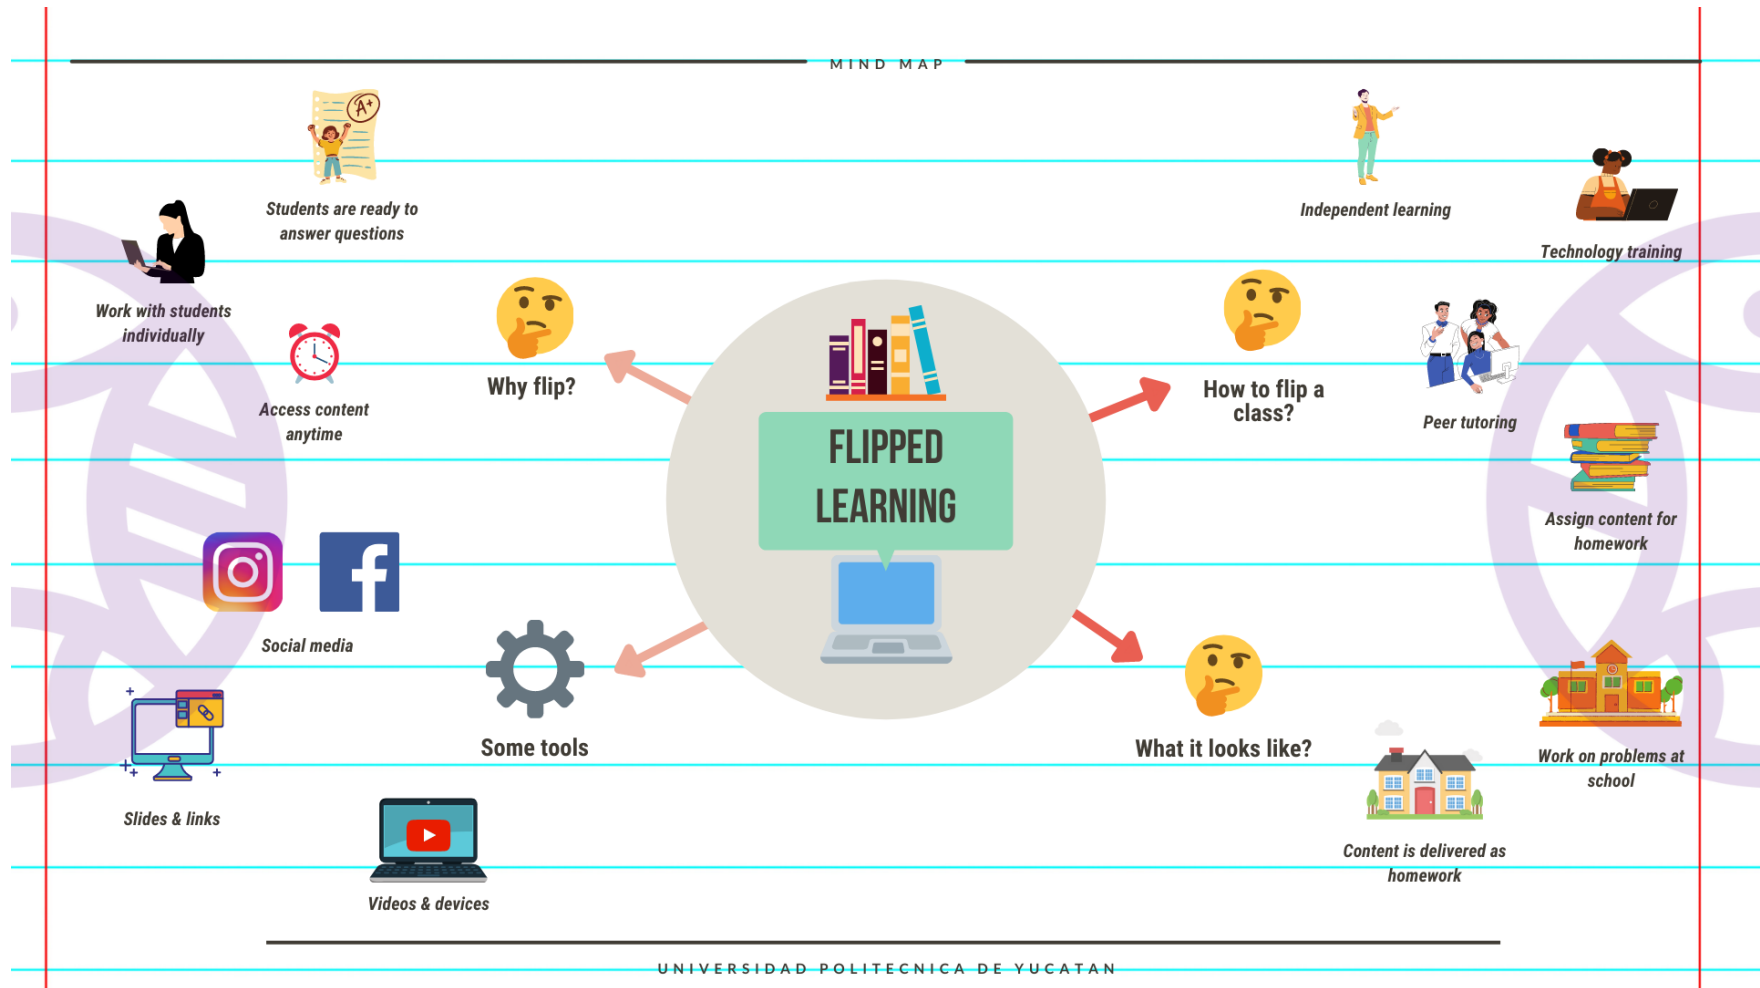 MIND MAP
A+
Students are ready to
answer questions
Work with students
individually
Access content
anytime
Why flip?
Independent learning
Technology training
How to flip a
class?
Peer tutoring
Assign content for
homework
FLIPPED
LEARNING
Social media
Some tools
Slides & links
Videos & devices
What it looks like?
Work on problems at
school
Content is delivered as
homework
UNIVERSIDAD POLITECNICA DE YUCATAN